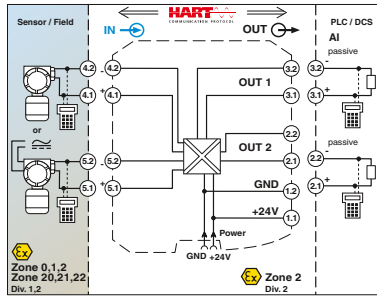 Sensor / Field
HART
COMMUNICATION PROTOCOL
PLC / DCS
IN
OUT
AI
passive
4.2 - 4.2
3.2 3.2 -
OUT 1
4.1 + 4.1
3.1 3.1 +
or
2.2
passive
5.2 - 5.2
OUT 2
2.1
2.2 -
5.1 + 5.1
GND
1.2
2.1 +
+24V
1.1
Power
GND +24V
Ex
Zone 0,1,2
Zone 20,21,22
Div. 1,2
Ex
Zone 2
Div. 2